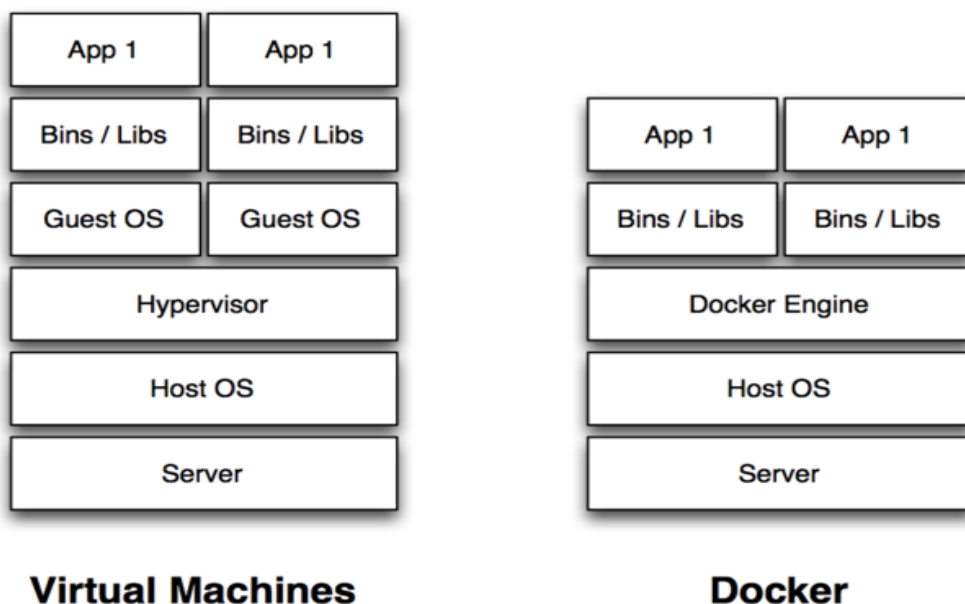 App 1
App 1
Bins / Libs
Bins / Libs
Guest OS
Guest OS
Hypervisor
Host OS
Server
Virtual Machines
App 1
App 1
Bins / Libs
Bins / Libs
Docker Engine
Host OS
Server
Docker